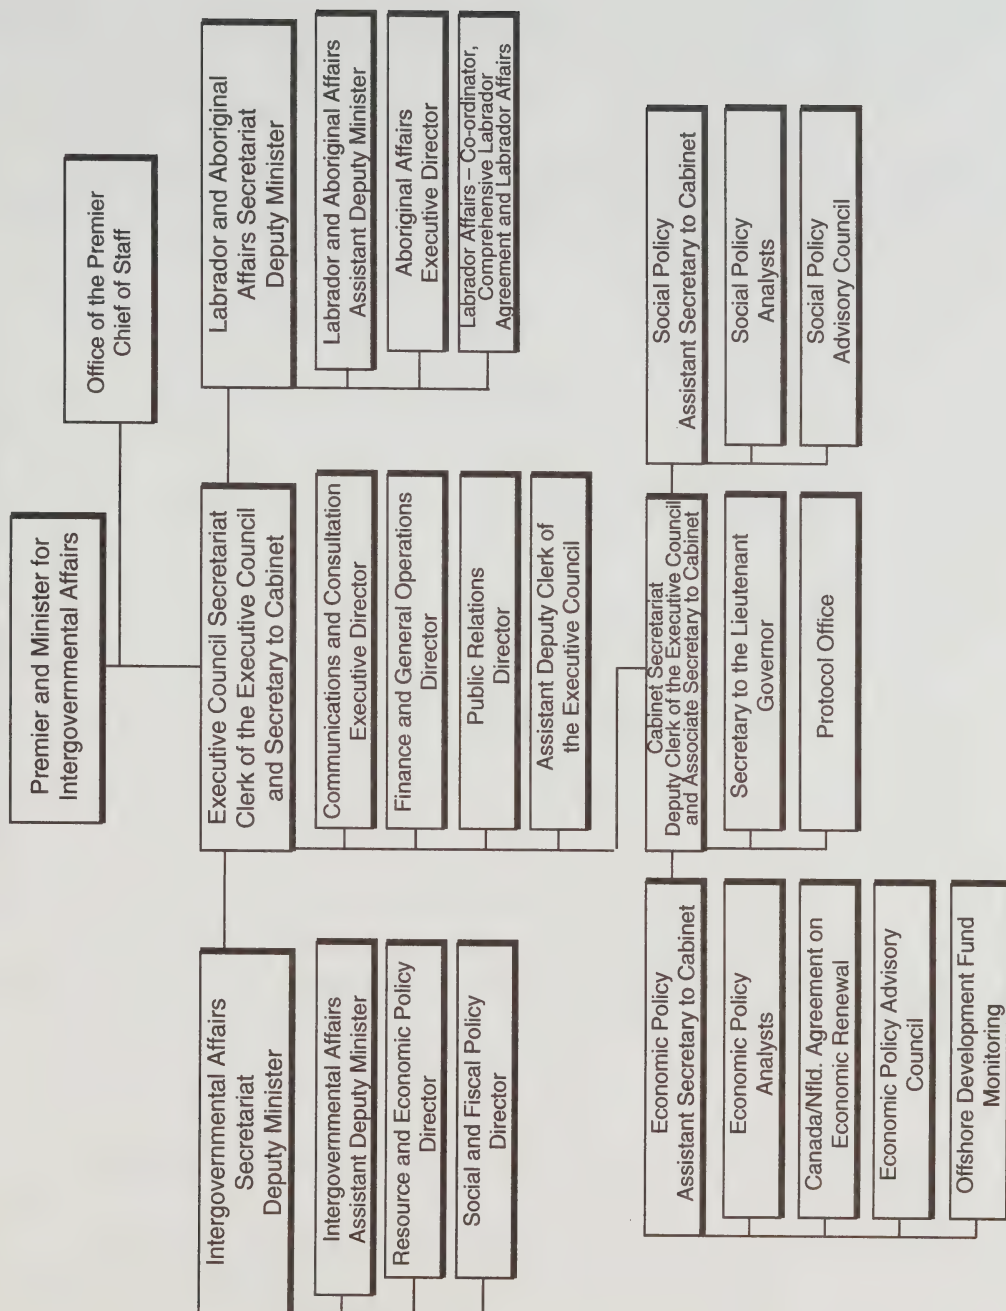 Premier and Minister for
Intergovernmental Affairs
Office of the Premier
Chief of Staff
Intergovernmental Affairs
Secretariat
Deputy Minister
Intergovernmental Affairs
Assistant Deputy Minister
Resource and Economic Policy
Director
Social and Fiscal Policy
Director
Executive Council Secretariat
Clerk of the Executive Council
and Secretary to Cabinet
Communications and Consultation
Executive Director
Finance and General Operations
Director
Public Relations
Director
Assistant Deputy Clerk of
the Executive Council
Labrador and Aboriginal
Affairs Secretariat
Deputy Minister
Labrador and Aboriginal Affairs
Assistant Deputy Minister
Aboriginal Affairs
Executive Director
Labrador Affairs – Co-ordinator,
Comprehensive Labrador
Agreement and Labrador Affairs
Economic Policy
Assistant Secretary to Cabinet
Economic Policy
Analysts
Canada/Nfld. Agreement on
Economic Renewal
Economic Policy Advisory
Council
Offshore Development Fund
Monitoring
Cabinet Secretariat
Deputy Clerk of the Executive Council
and Associate Secretary to Cabinet
Secretary to the Lieutenant
Governor
Protocol Office
Social Policy
Assistant Secretary to Cabinet
Social Policy
Analysts
Social Policy
Advisory Council